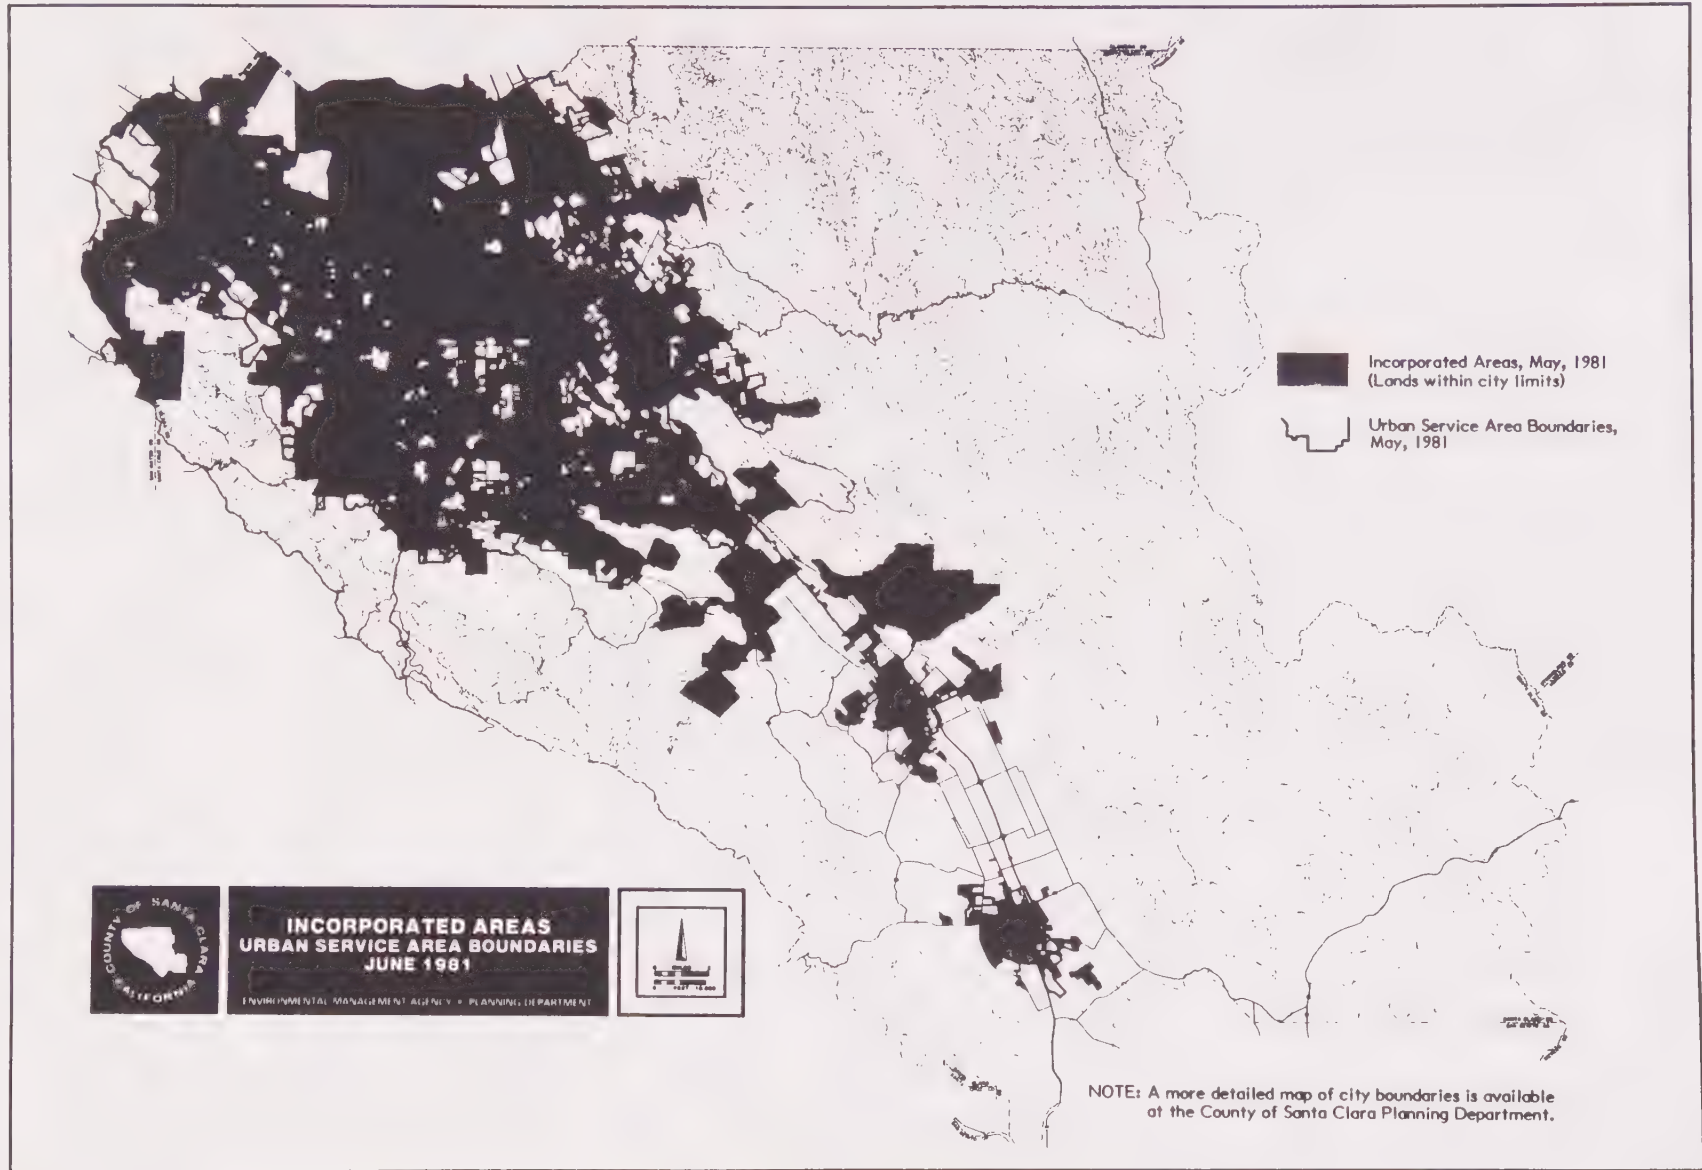 Incorporated Areas, May, 1981
(Lands within city limits)
Urban Service Area Boundaries,
May, 1981
COUNTY OF SANTA CLARA
CALIFORNIA
INCORPORATED AREAS
URBAN SERVICE AREA BOUNDARIES
JUNE 1981
ENVIRONMENTAL MANAGEMENT AGENCY • PLANNING DEPARTMENT
NOTE: A more detailed map of city boundaries is available
at the County of Santa Clara Planning Department.